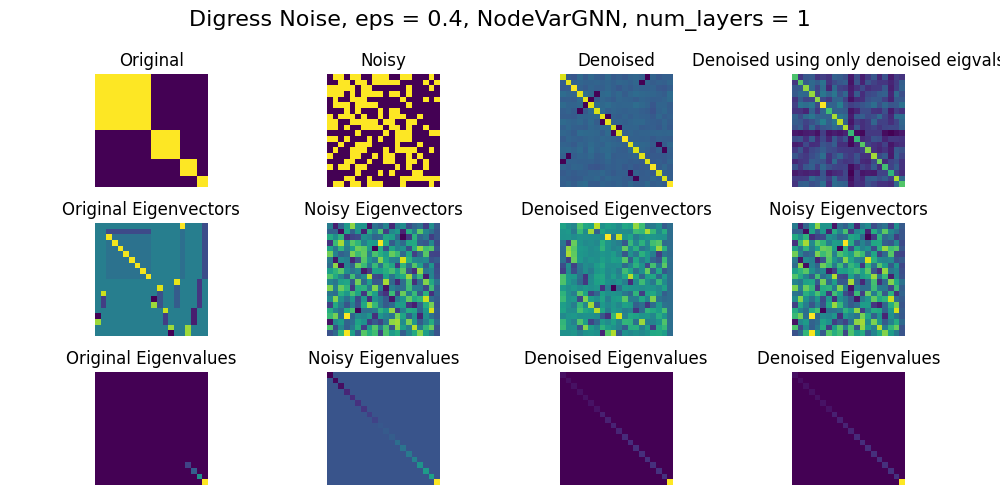 Digress Noise, eps = 0.4, NodeVarGNN, num_layers = 1
Original
Noisy
Denoised
Denoised using only denoised eigvals
Original Eigenvectors
Noisy Eigenvectors
Denoised Eigenvectors
Noisy Eigenvectors
Original Eigenvalues
Noisy Eigenvalues
Denoised Eigenvalues
Denoised Eigenvalues